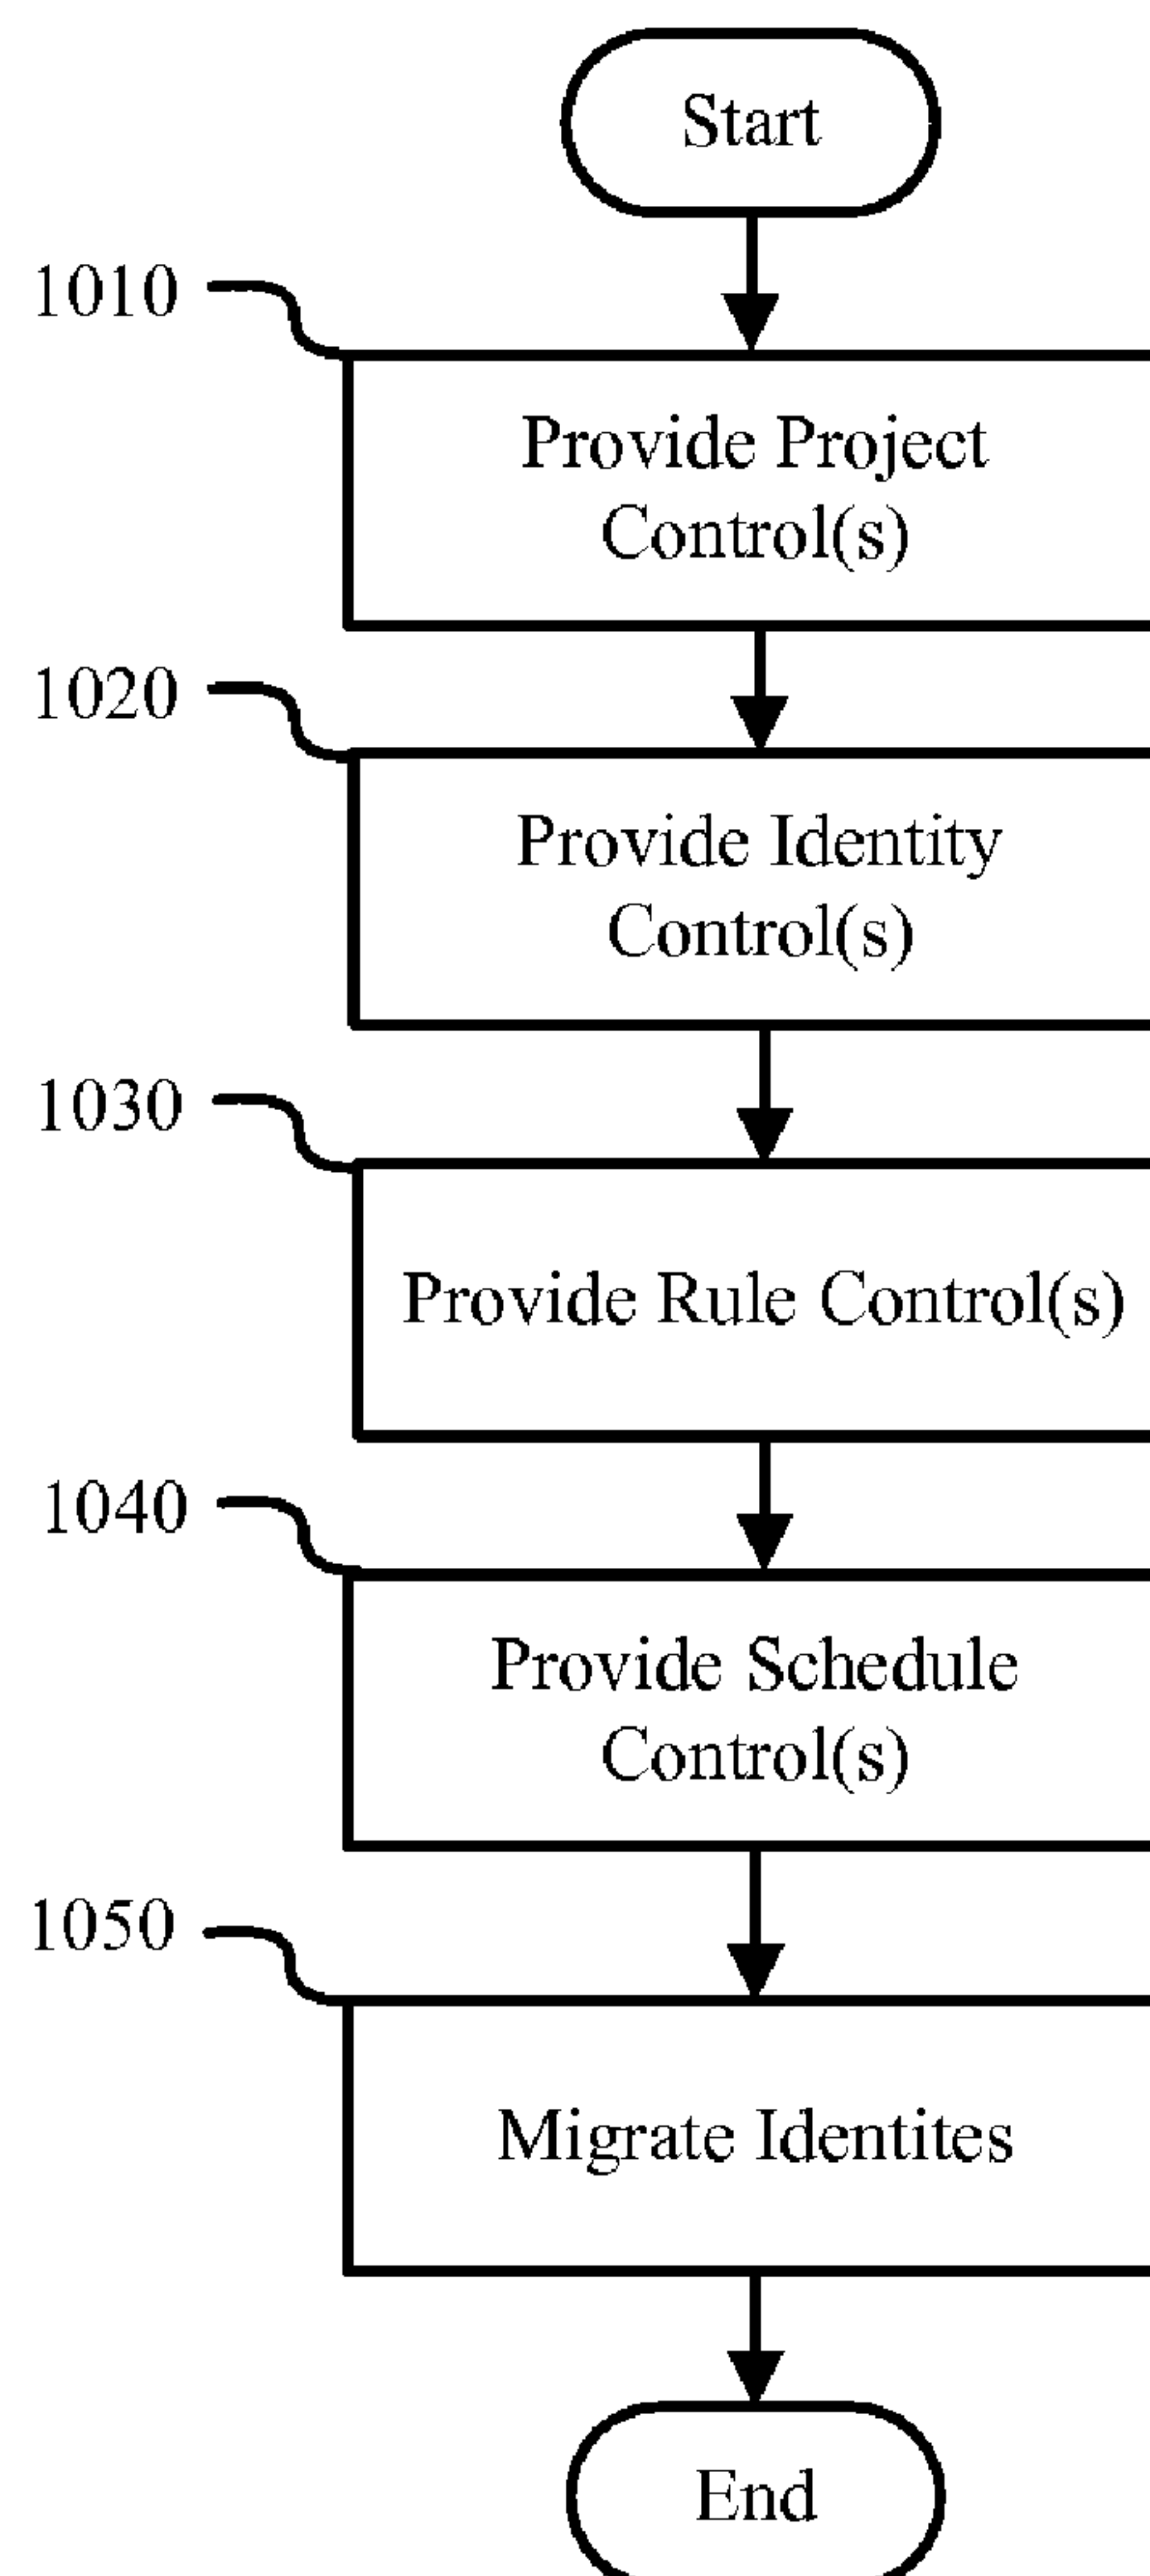 Start
1010
Provide Project
Control(s)
1020
Provide Identity
Control(s)
1030
Provide Rule Control(s)
1040
Provide Schedule
Control(s)
1050
Migrate Identites
End